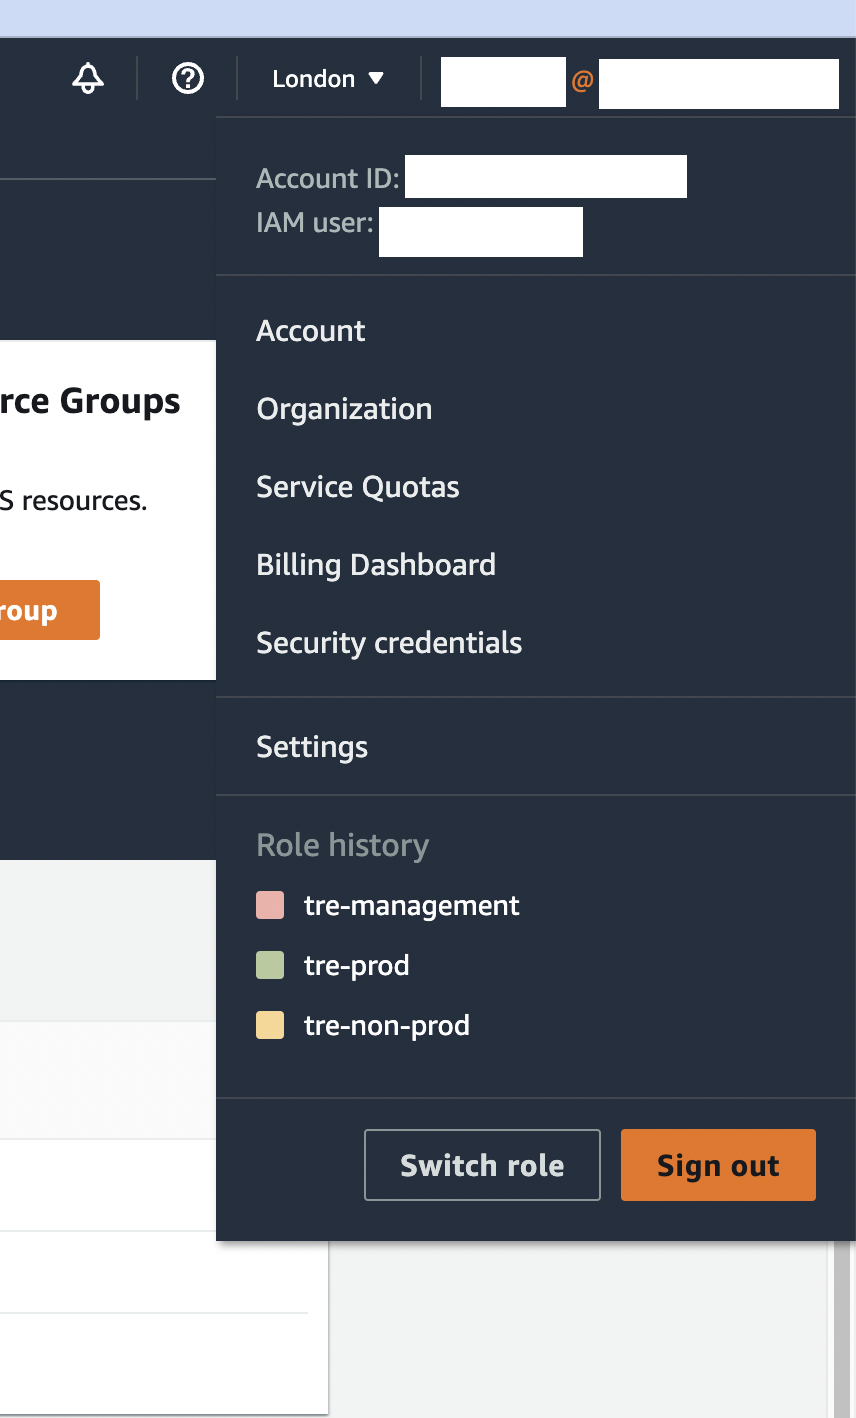 London ▼
@
Account ID:
IAM user:
Account
rce Groups
Organization
Service Quotas
S resources.
Billing Dashboard
roup
Security credentials
Settings
Role history
tre-management
tre-prod
tre-non-prod
Switch role
Sign out